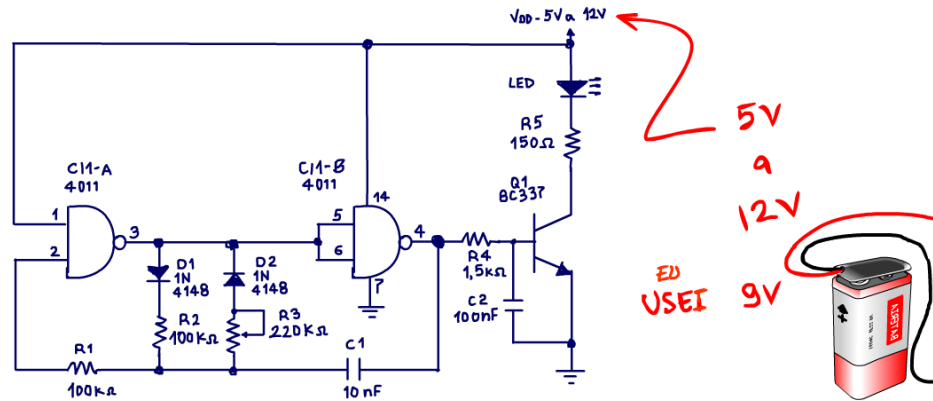 VDD - 5V a 12V
LED
R5
150Ω
5V
a
12V
EU
USEI 9V
CI1-A
4011
CI1-B
4011
14
Q1
BC337
1
2
3
5
6
4
7
D1
1N
4148
D2
1N
4148
R2
100KΩ
R3
220KΩ
R4
1,5KΩ
C2
100nF
R1
100KΩ
C1
10nF
BATERIA